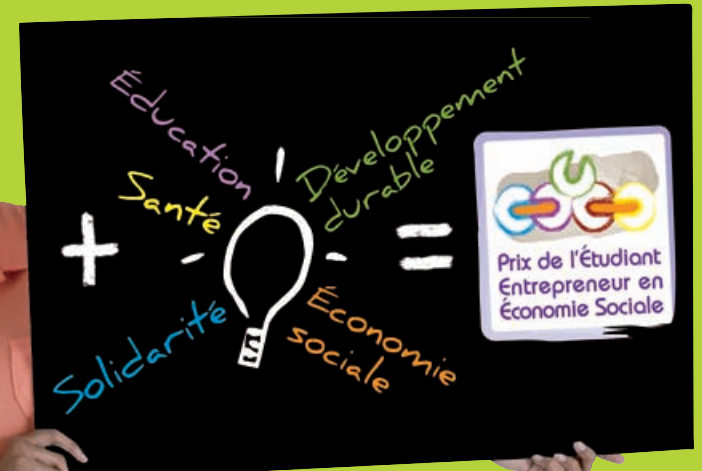 Éducation
Développement
durable
Santé
+
=
Solidarité
Économie
sociale
Prix de l'Étudiant
Entrepreneur en
Économie Sociale